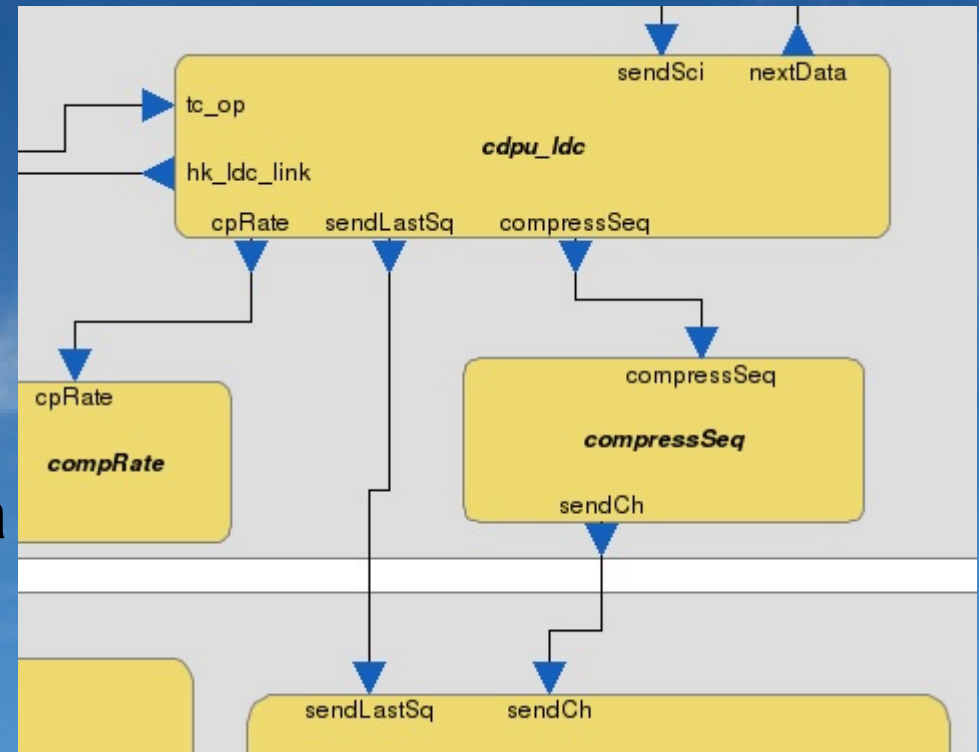 sendSci nextData
tc_op
cdpu_ldc
hk_ldc_link
cpRate sendLastSq compressSeq
compressSeq
cpRate
compressSeq
compRate
sendCh
sendLastSq sendCh